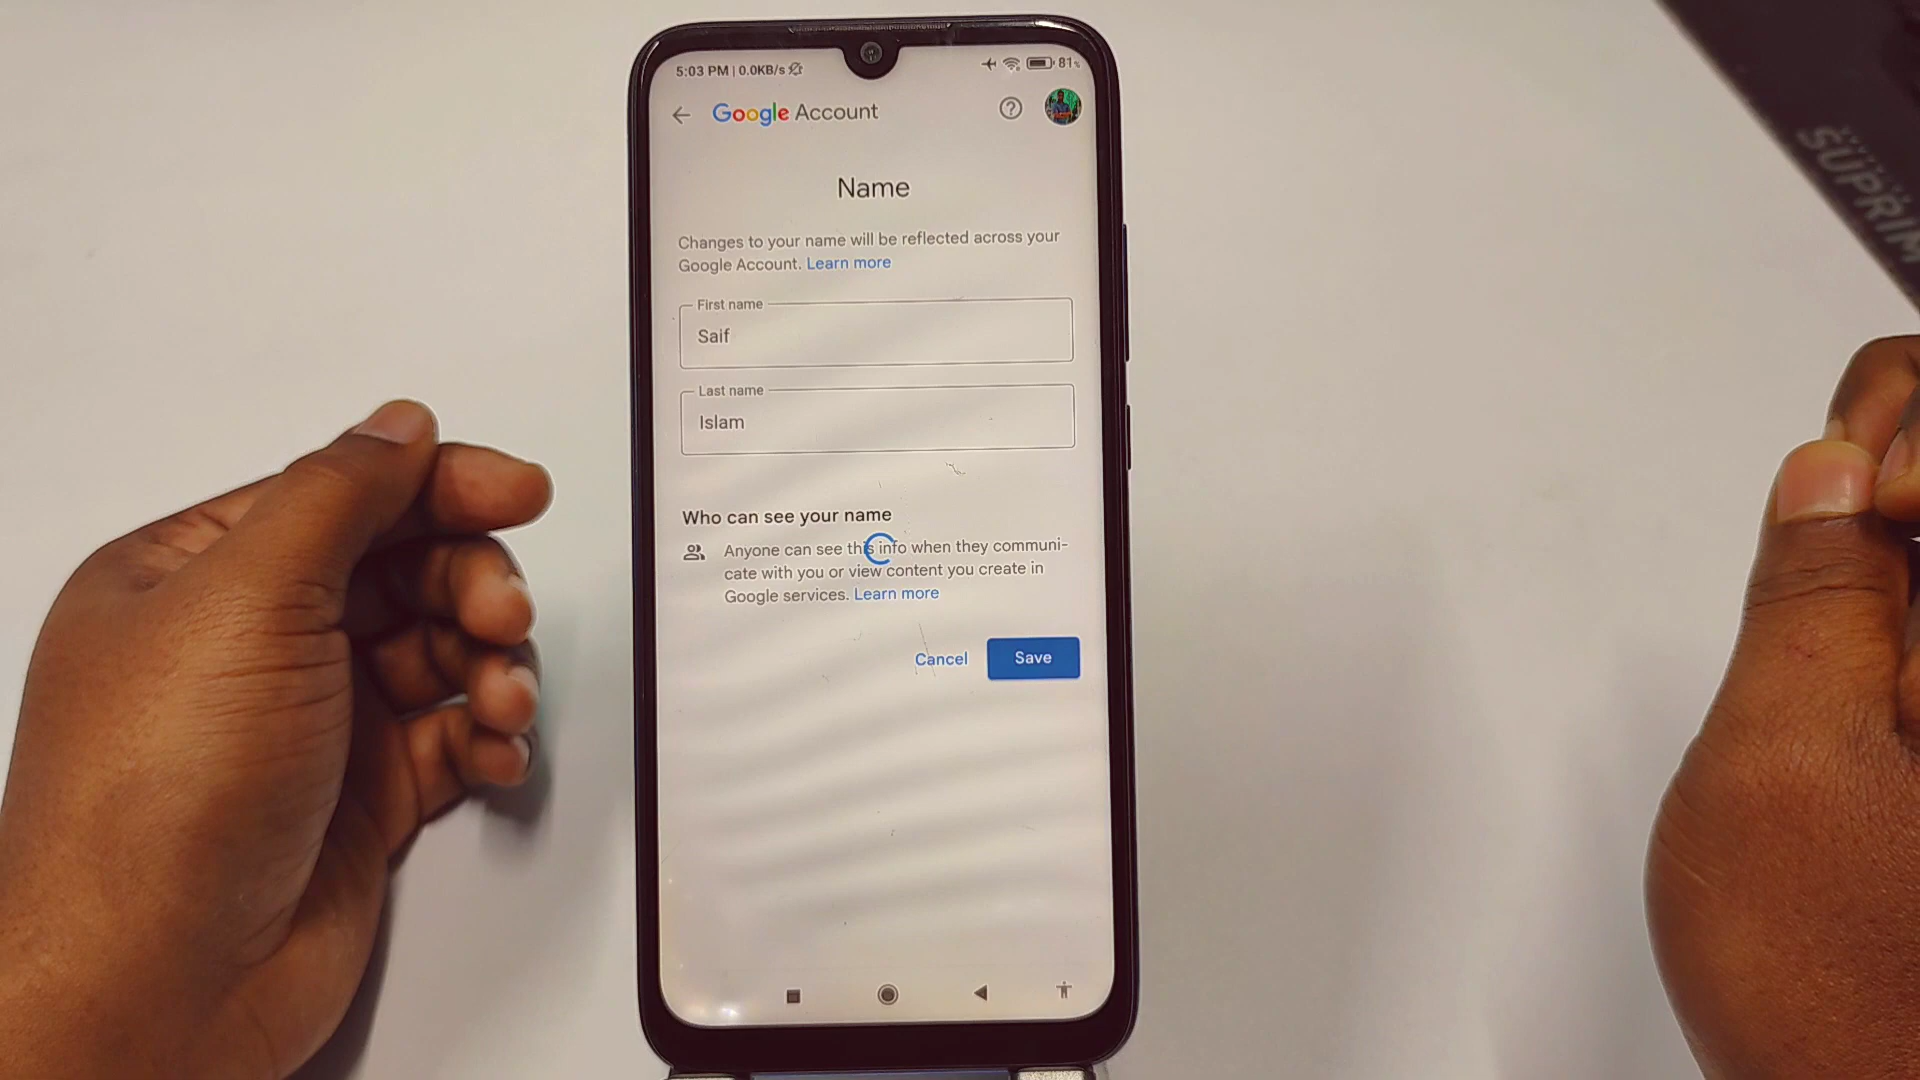 5:03 PM | 0.0KB/s
81%
Google Account
Name
Changes to your name will be reflected across your
Google Account. Learn more
First name
Saif
Last name
Islam
Who can see your name
Anyone can see this info when they communi-
cate with you or view content you create in
Google services. Learn more
Cancel
Save
SUPRIM